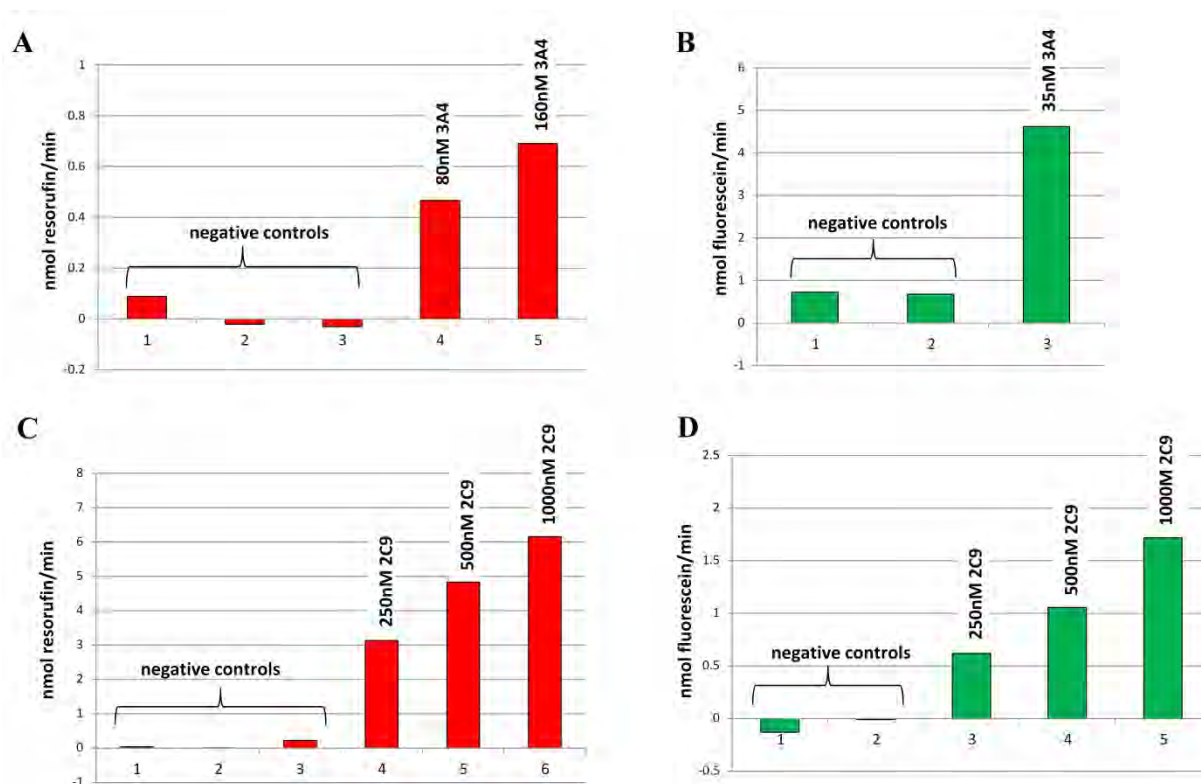 A
nmol resorufin/min
1
0.8
0.6
0.4
0.2
0
-0.2
negative controls
80nM 3A4
160nM 3A4
1 2 3 4 5
B
nmol fluorescein/min
6
5
4
3
2
1
0
-1
negative controls
35nM 3A4
1 2 3
C
nmol resorufin/min
8
7
6
5
4
3
2
1
0
-1
negative controls
250nM 2C9
500nM 2C9
1000nM 2C9
1 2 3 4 5 6
D
nmol fluorescein/min
2.5
2
1.5
1
0.5
0
-0.5
negative controls
250nM 2C9
500nM 2C9
1000M 2C9
1 2 3 4 5